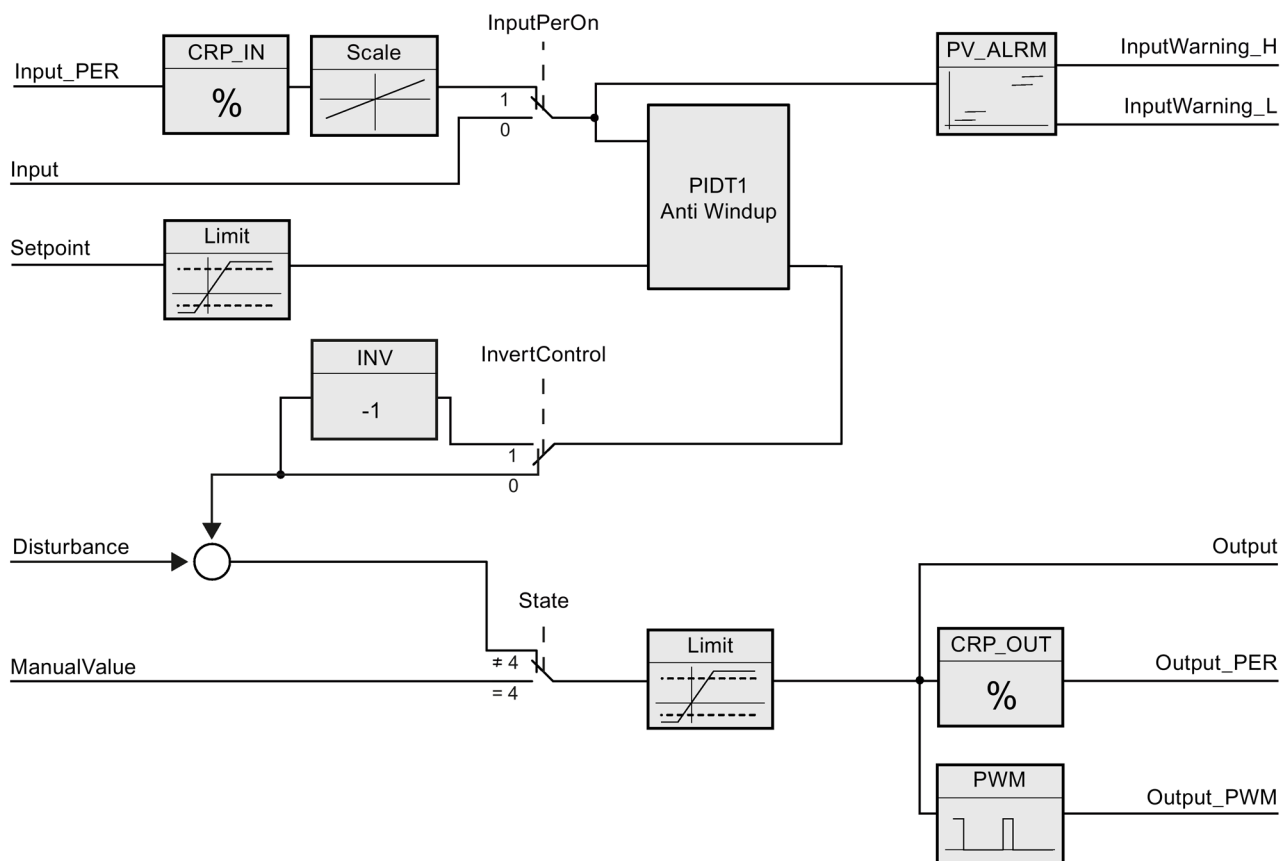 InputPerOn
CRP_IN
Scale
PV_ALRM
InputWarning_H
Input_PER
%
1
0
InputWarning_L
Input
PIDT1
Anti Windup
Setpoint
Limit
INV
-1
InvertControl
1
0
Disturbance
Output
State
ManualValue
≠ 4
= 4
Limit
CRP_OUT
%
Output_PER
PWM
Output_PWM